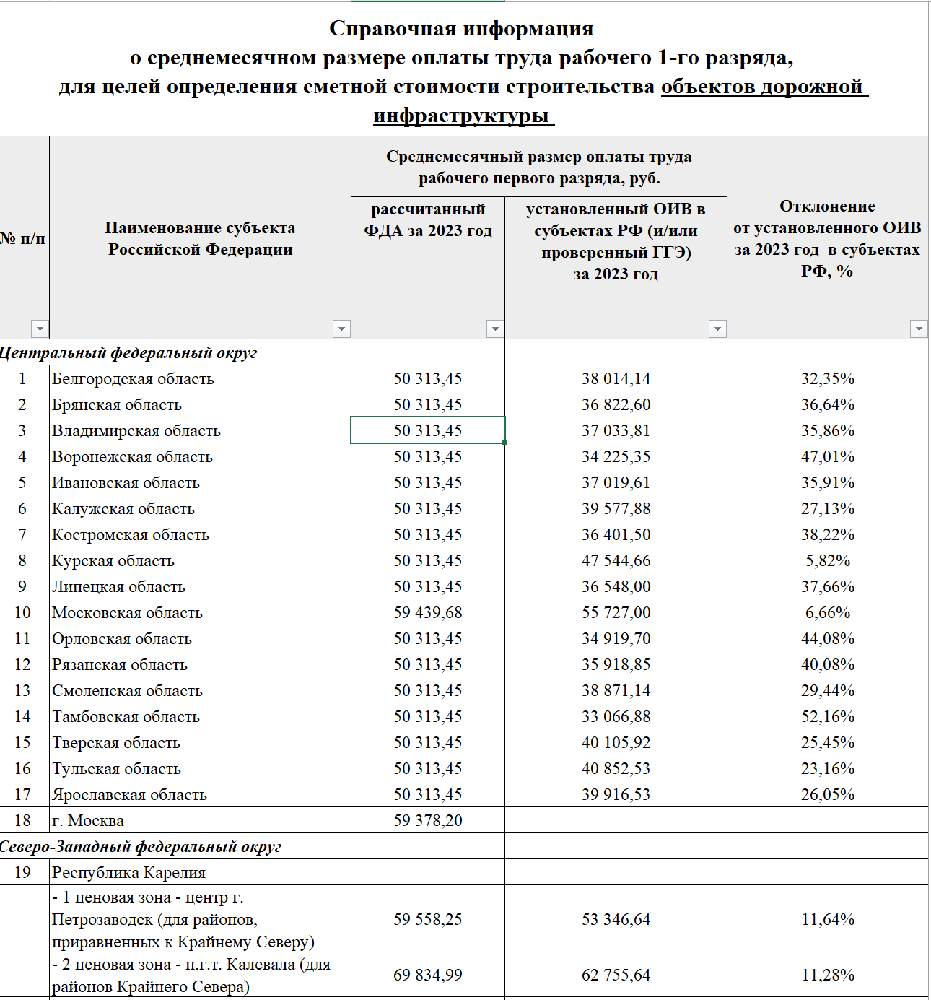 Справочная информация
о среднемесячном размере оплаты труда рабочего 1-го разряда,
для целей определения сметной стоимости строительства объектов дорожной
инфраструктуры
№ п/п
Наименование субъекта
Российской Федерации
Среднемесячный размер оплаты труда
рабочего первого разряда, руб.
рассчитанный
ФДА за 2023 год
установленный ОИВ в
субъектах РФ (и/или
проверенный ГГЭ)
за 2023 год
Отклонение
от установленного ОИВ
за 2023 год в субъектах
РФ, %
Центральный федеральный округ
1 Белгородская область 50 313,45 38 014,14 32,35%
2 Брянская область 50 313,45 36 822,60 36,64%
3 Владимирская область 50 313,45 37 033,81 35,86%
4 Воронежская область 50 313,45 34 225,35 47,01%
5 Ивановская область 50 313,45 37 019,61 35,91%
6 Калужская область 50 313,45 39 577,88 27,13%
7 Костромская область 50 313,45 36 401,50 38,22%
8 Курская область 50 313,45 47 544,66 5,82%
9 Липецкая область 50 313,45 36 548,00 37,66%
10 Московская область 59 439,68 55 727,00 6,66%
11 Орловская область 50 313,45 34 919,70 44,08%
12 Рязанская область 50 313,45 35 918,85 40,08%
13 Смоленская область 50 313,45 38 871,14 29,44%
14 Тамбовская область 50 313,45 33 066,88 52,16%
15 Тверская область 50 313,45 40 105,92 25,45%
16 Тульская область 50 313,45 40 852,53 23,16%
17 Ярославская область 50 313,45 39 916,53 26,05%
18 г. Москва 59 378,20
Северо-Западный федеральный округ
19 Республика Карелия
- 1 ценовая зона - центр г.
Петрозаводск (для районов,
приравненных к Крайнему Северу)
59 558,25 53 346,64 11,64%
- 2 ценовая зона - п.г.т. Калевала (для
районов Крайнего Севера)
69 834,99 62 755,64 11,28%